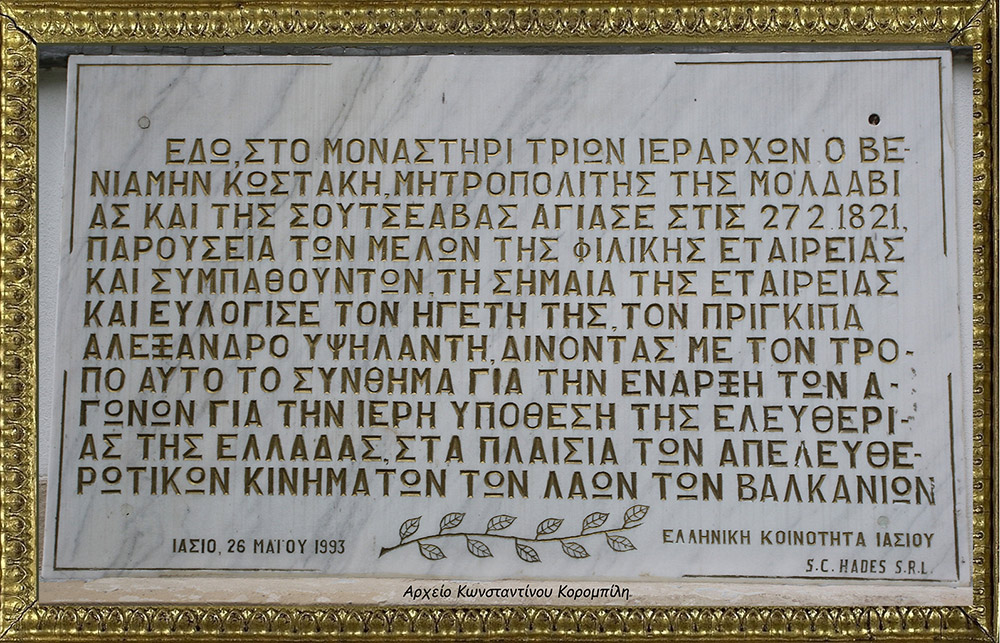 ΕΔΩ, ΣΤΟ ΜΟΝΑΣΤΗΡΙ ΤΡΙΩΝ ΙΕΡΑΡΧΩΝ Ο ΒΕ-
ΝΙΑΜΗΝ ΚΩΣΤΑΚΗ, ΜΗΤΡΟΠΟΛΙΤΗΣ ΤΗΣ ΜΟΛΔΑΒΙ
ΑΣ ΚΑΙ ΤΗΣ ΣΟΥΤΣΕΑΒΑΣ ΑΓΙΑΣΕ ΣΤΙΣ 27 2.1821,
ΠΑΡΟΥΣΕΙΑ ΤΩΝ ΜΕΛΩΝ ΤΗΣ ΦΙΛΙΚΗΣ ΕΤΑΙΡΕΙΑΣ
ΚΑΙ ΣΥΜΠΑΘΟΥΝΤΩΝ, ΤΗ ΣΗΜΑΙΑ ΤΗΣ ΕΤΑΙΡΕΙΑΣ
ΚΑΙ ΕΥΛΟΓΙΣΕ ΤΟΝ ΗΓΕΤΗ ΤΗΣ, ΤΟΝ ΠΡΙΓΚΙΠΑ
ΑΛΕΞΑΝΔΡΟ ΥΨΗΛΑΝΤΗ, ΔΙΝΟΝΤΑΣ ΜΕ ΤΟΝ ΤΡΟ-
ΠΟ ΑΥΤΟ ΤΟ ΣΥΝΘΗΜΑ ΓΙΑ ΤΗΝ ΕΝΑΡΞΗ ΤΩΝ Α-
ΓΩΝΩΝ ΓΙΑ ΤΗΝ ΙΕΡΗ ΥΠΟΘΕΣΗ ΤΗΣ ΕΛΕΥΘΕΡΙ-
ΑΣ ΤΗΣ ΕΛΛΑΔΑΣ, ΣΤΑ ΠΛΑΙΣΙΑ ΤΩΝ ΑΠΕΛΕΥΘΕ-
ΡΩΤΙΚΩΝ ΚΙΝΗΜΑΤΩΝ ΤΩΝ ΛΑΩΝ ΤΩΝ ΒΑΛΚΑΝΙΩΝ
ΙΑΣΙΟ, 26 ΜΑΪΟΥ 1993
ΕΛΛΗΝΙΚΗ ΚΟΙΝΟΤΗΤΑ ΙΑΣΙΟΥ
S.C. HADES S.R.L.
Αρχείο Κωνσταντίνου Κορομπίλη